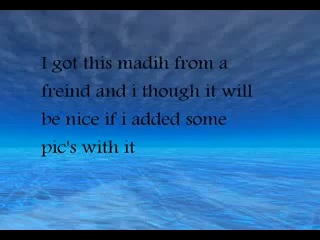 I got this madih from a
freind and i though it will
be nice if i added some
pic's with it